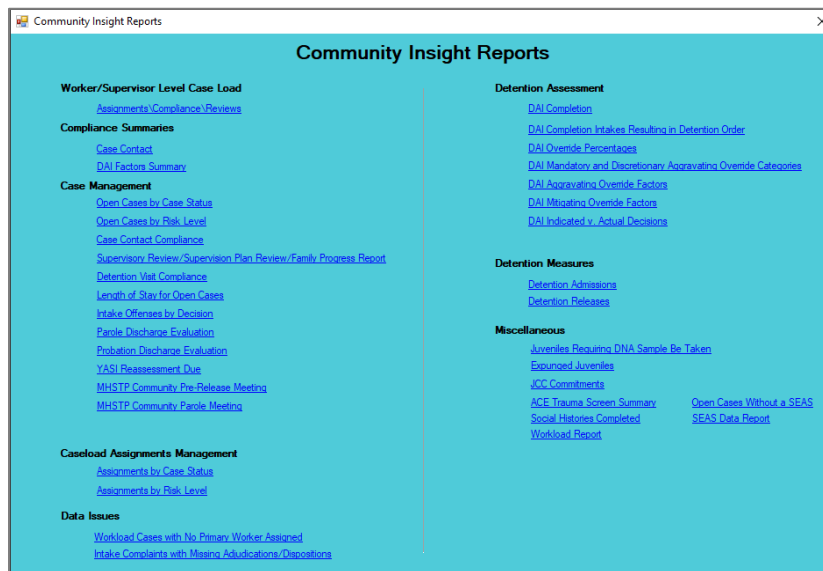 Community Insight Reports
Community Insight Reports
Worker/Supervisor Level Case Load
Assignments\Compliance\Reviews
Compliance Summaries
Case Contact
DAI Factors Summary
Case Management
Open Cases by Case Status
Open Cases by Risk Level
Case Contact Compliance
Supervisory Review/Supervision Plan Review/Family Progress Report
Detention Visit Compliance
Length of Stay for Open Cases
Intake Offenses by Decision
Parole Discharge Evaluation
Probation Discharge Evaluation
YASI Reassessment Due
MHSTP Community Pre-Release Meeting
MHSTP Community Parole Meeting
Caseload Assignments Management
Assignments by Case Status
Assignments by Risk Level
Data Issues
Workload Cases with No Primary Worker Assigned
Intake Complaints with Missing Adjudications/Dispositions
Detention Assessment
DAI Completion
DAI Completion Intakes Resulting in Detention Order
DAI Override Percentages
DAI Mandatory and Discretionary Aggravating Override Categories
DAI Aggravating Override Factors
DAI Mitigating Override Factors
DAI Indicated v. Actual Decisions
Detention Measures
Detention Admissions
Detention Releases
Miscellaneous
Juveniles Requiring DNA Sample Be Taken
Expunged Juveniles
JCC Commitments
ACE Trauma Screen Summary
Open Cases Without a SEAS
Social Histories Completed
SEAS Data Report
Workload Report